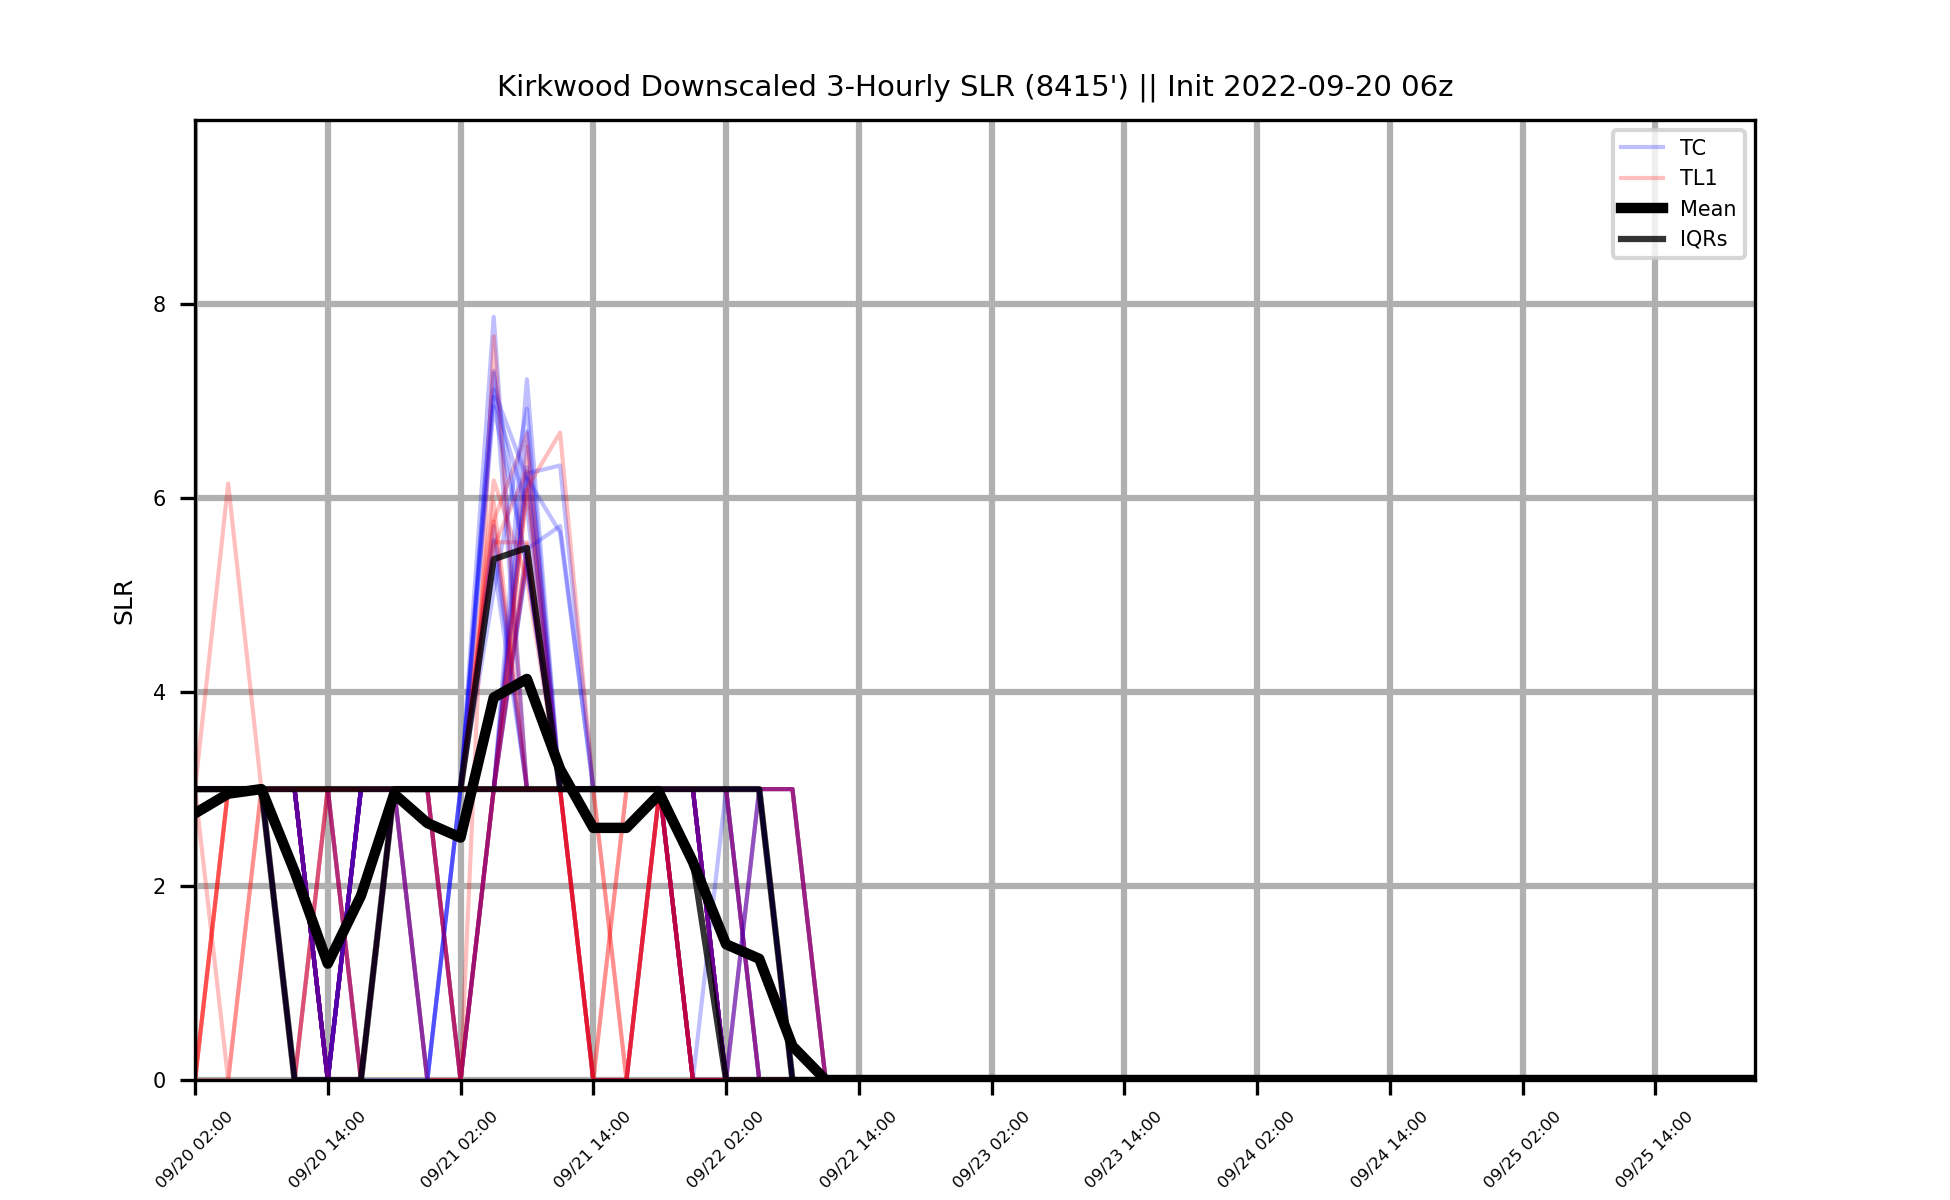 Kirkwood Downscaled 3-Hourly SLR (8415') || Init 2022-09-20 06z
TC
TL1
Mean
IQRs
SLR
8
6
4
2
0
09/20 02:00
09/20 14:00
09/21 02:00
09/21 14:00
09/22 02:00
09/22 14:00
09/23 02:00
09/23 14:00
09/24 02:00
09/24 14:00
09/25 02:00
09/25 14:00